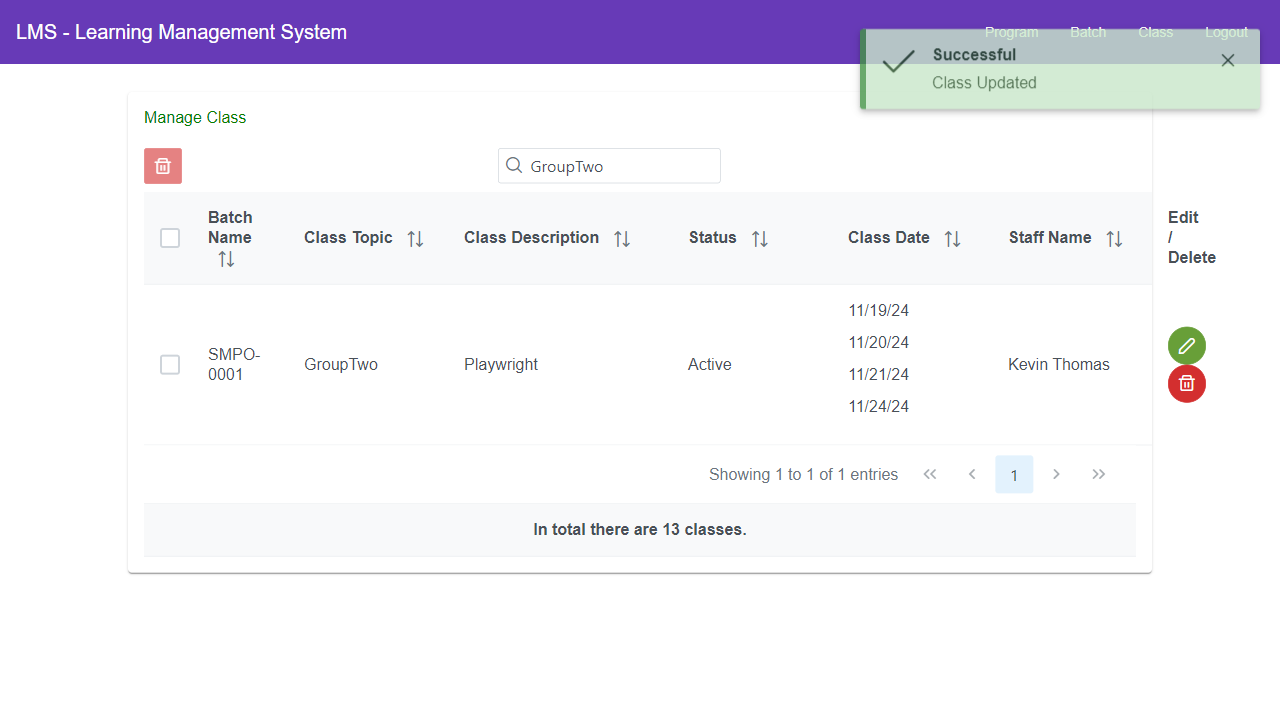 LMS - Learning Management System
Program Batch Class Logout
Successful
Class Updated
Manage Class
GroupTwo
Batch Name Class Topic Class Description Status Class Date Staff Name Edit / Delete
SMPO-0001 GroupTwo Playwright Active 11/19/24 Kevin Thomas
11/20/24
11/21/24
11/24/24
Showing 1 to 1 of 1 entries 1
In total there are 13 classes.